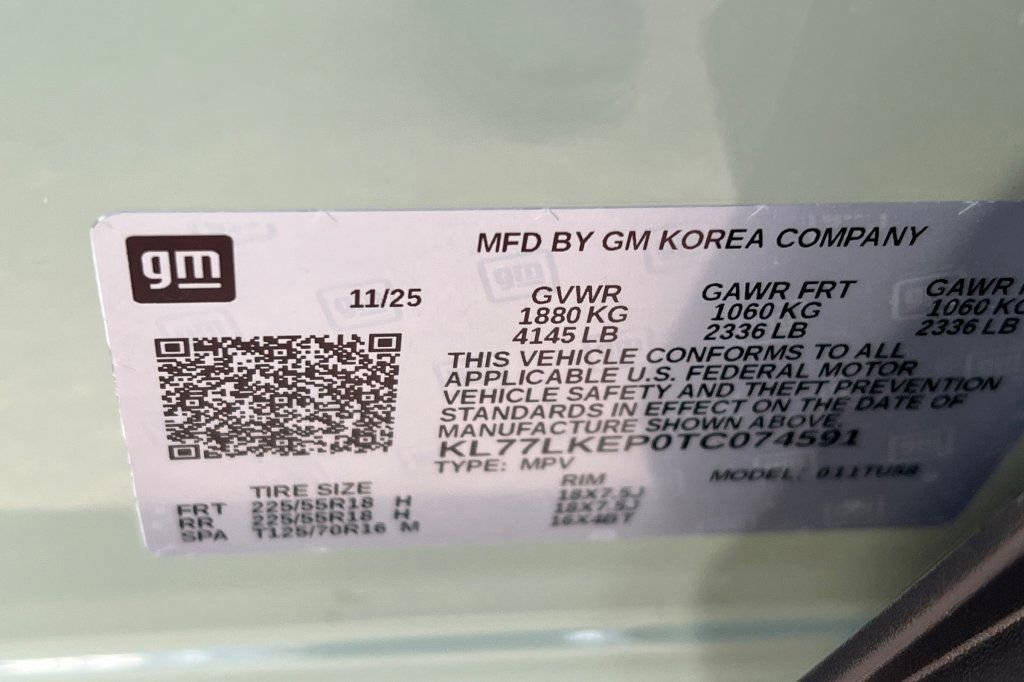 gm
MFD BY GM KOREA COMPANY
11/25
GVWR GAWR FRT GAWR
1880 KG 1060 KG 1060 KG
4145 LB 2336 LB 2336 LB
THIS VEHICLE CONFORMS TO ALL
APPLICABLE U.S. FEDERAL MOTOR
VEHICLE SAFETY AND THEFT PREVENTION
STANDARDS IN EFFECT ON THE DATE OF
MANUFACTURE SHOWN ABOVE.
KL77LKEP0TC074591
TYPE: MPV MODEL: 011TU58
TIRE SIZE RIM
FRT 225/55R18 H 18X7.5J
RR 225/55R18 H 18X7.5J
SPA T125/70R16 M 16X4BT